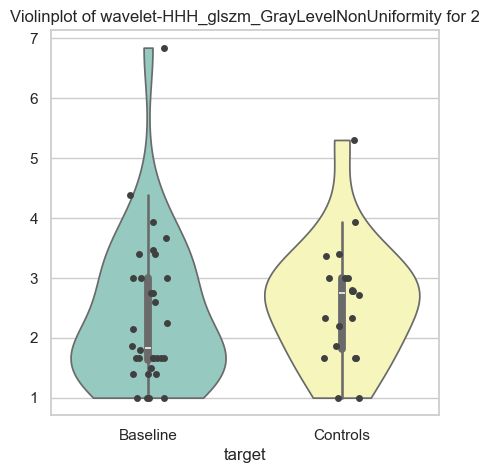 Violinplot of wavelet-HHH_glszm_GrayLevelNonUniformity for 2
7
6
5
4
3
2
1
Baseline
Controls
target